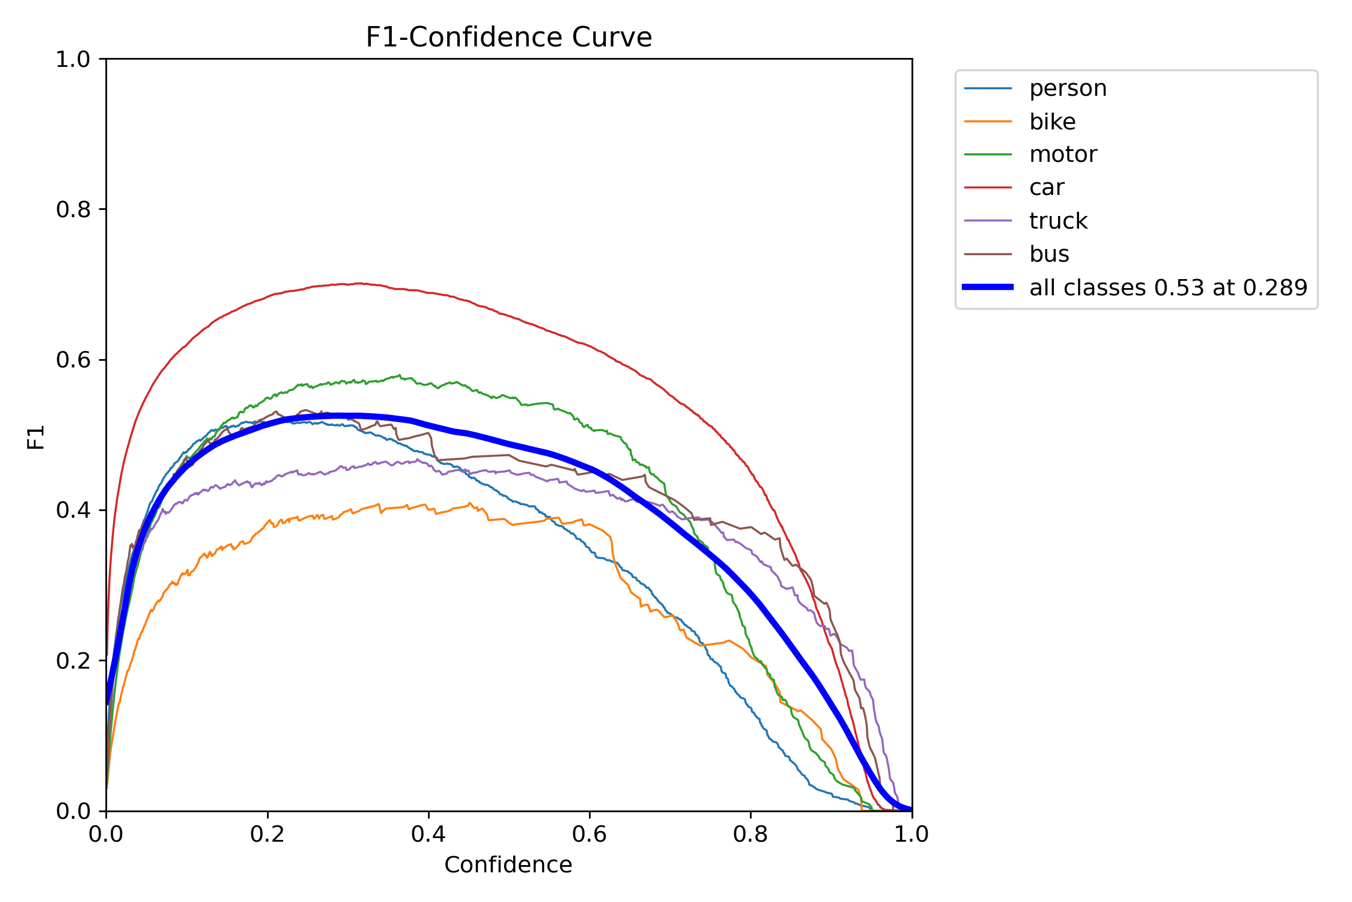 F1-Confidence Curve
1.0
0.8
0.6
0.4
0.2
0.0
F1
0.0 0.2 0.4 0.6 0.8 1.0
Confidence
person
bike
motor
car
truck
bus
all classes 0.53 at 0.289